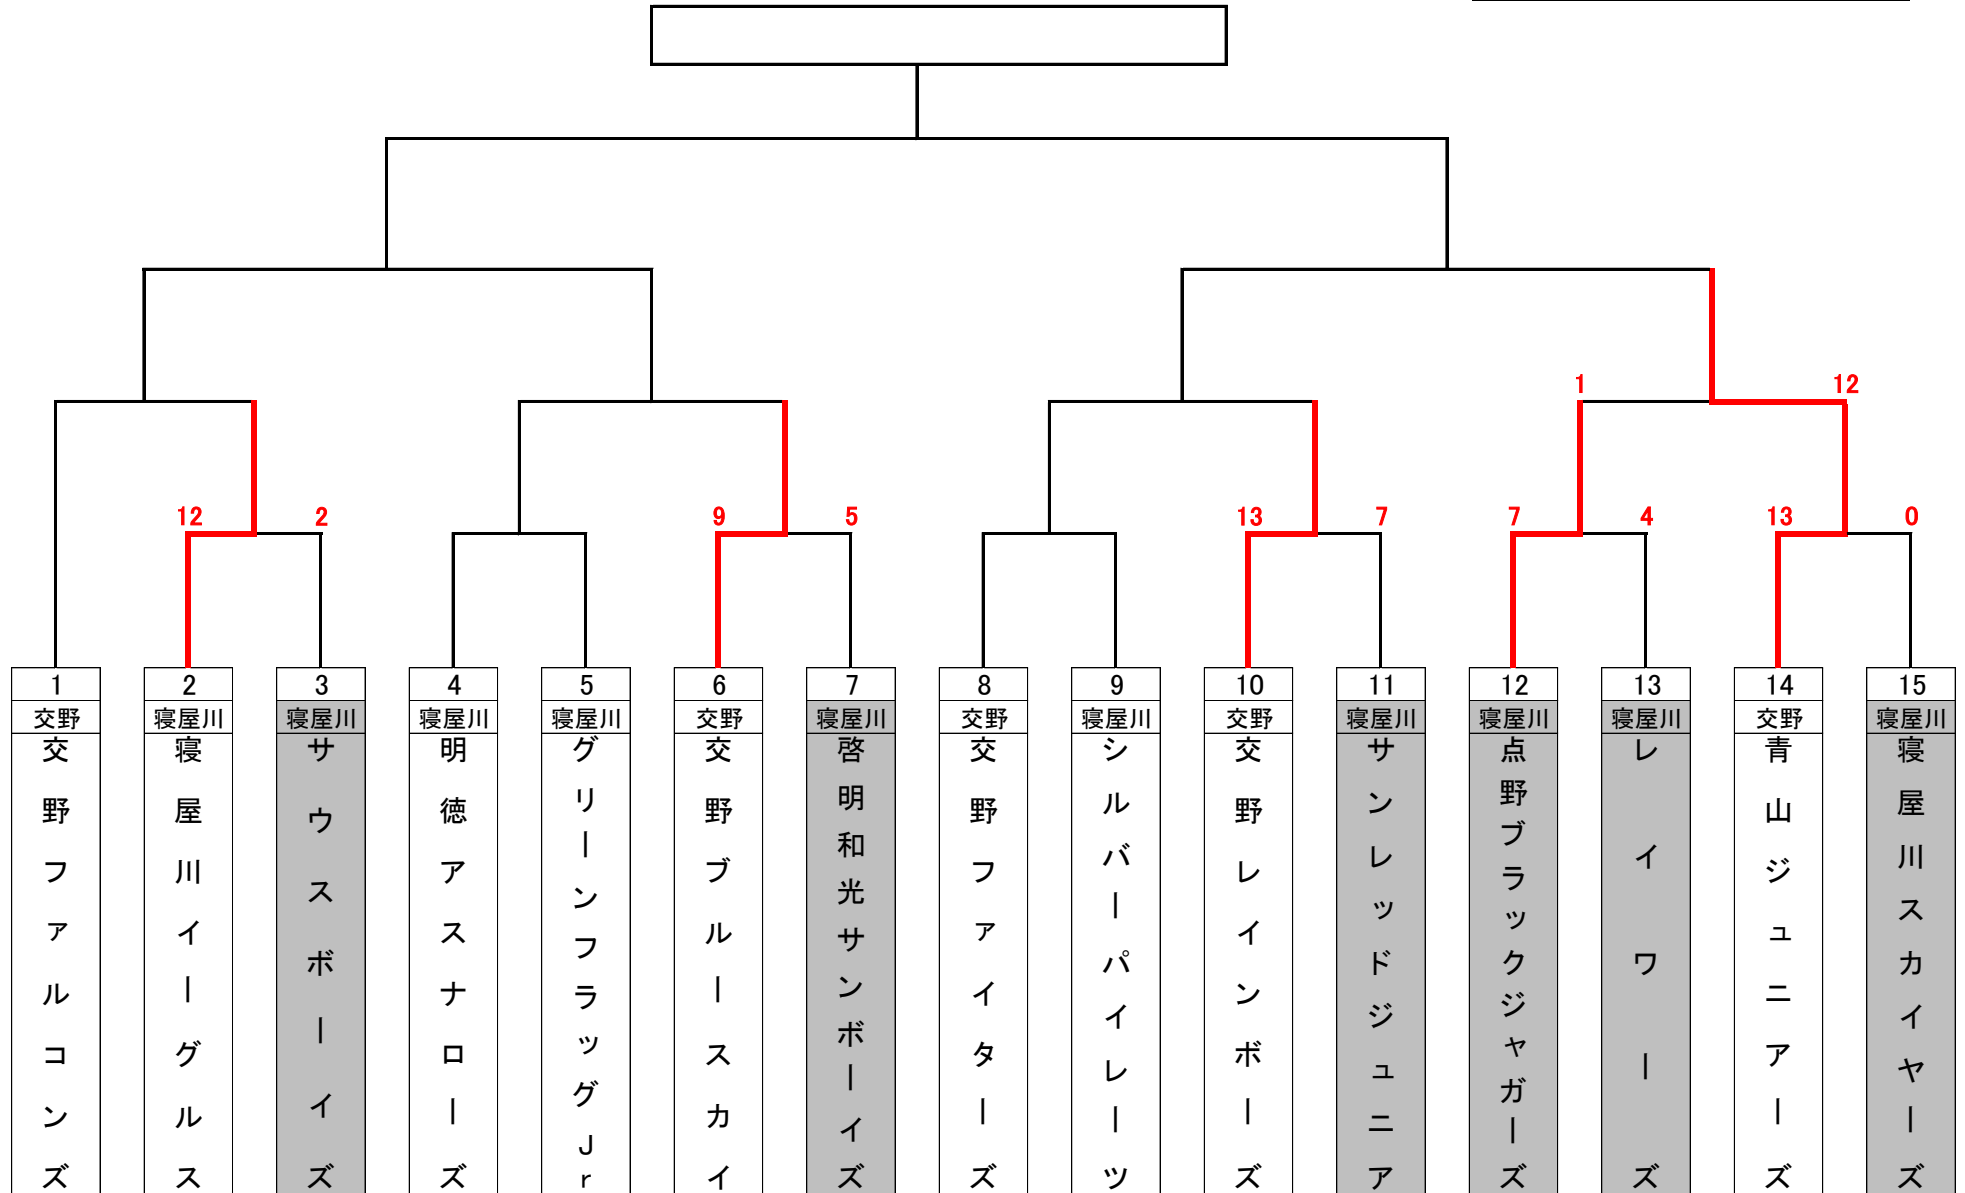 1 12
12 2 9 5 13 7 7 4 13 0
1 2 3 4 5 6 7 8 9 10 11 12 13 14 15
交野 寝屋川 寝屋川 寝屋川 寝屋川 交野 寝屋川 交野 寝屋川 交野 寝屋川 寝屋川 寝屋川 交野 寝屋川
交野ファルコンズ
寝屋川イーグルス
サウスボーイズ
明徳アスナローズ
グリーンフラッグJr
交野ブルースカイ
啓明和光サンボーイズ
交野ファイターズ
シルバーパイレーツ
交野レインボーズ
サンレッドジュニア
点野ブラックジャガーズ
レイワーズ
青山ジュニアーズ
寝屋川スカイヤーズ